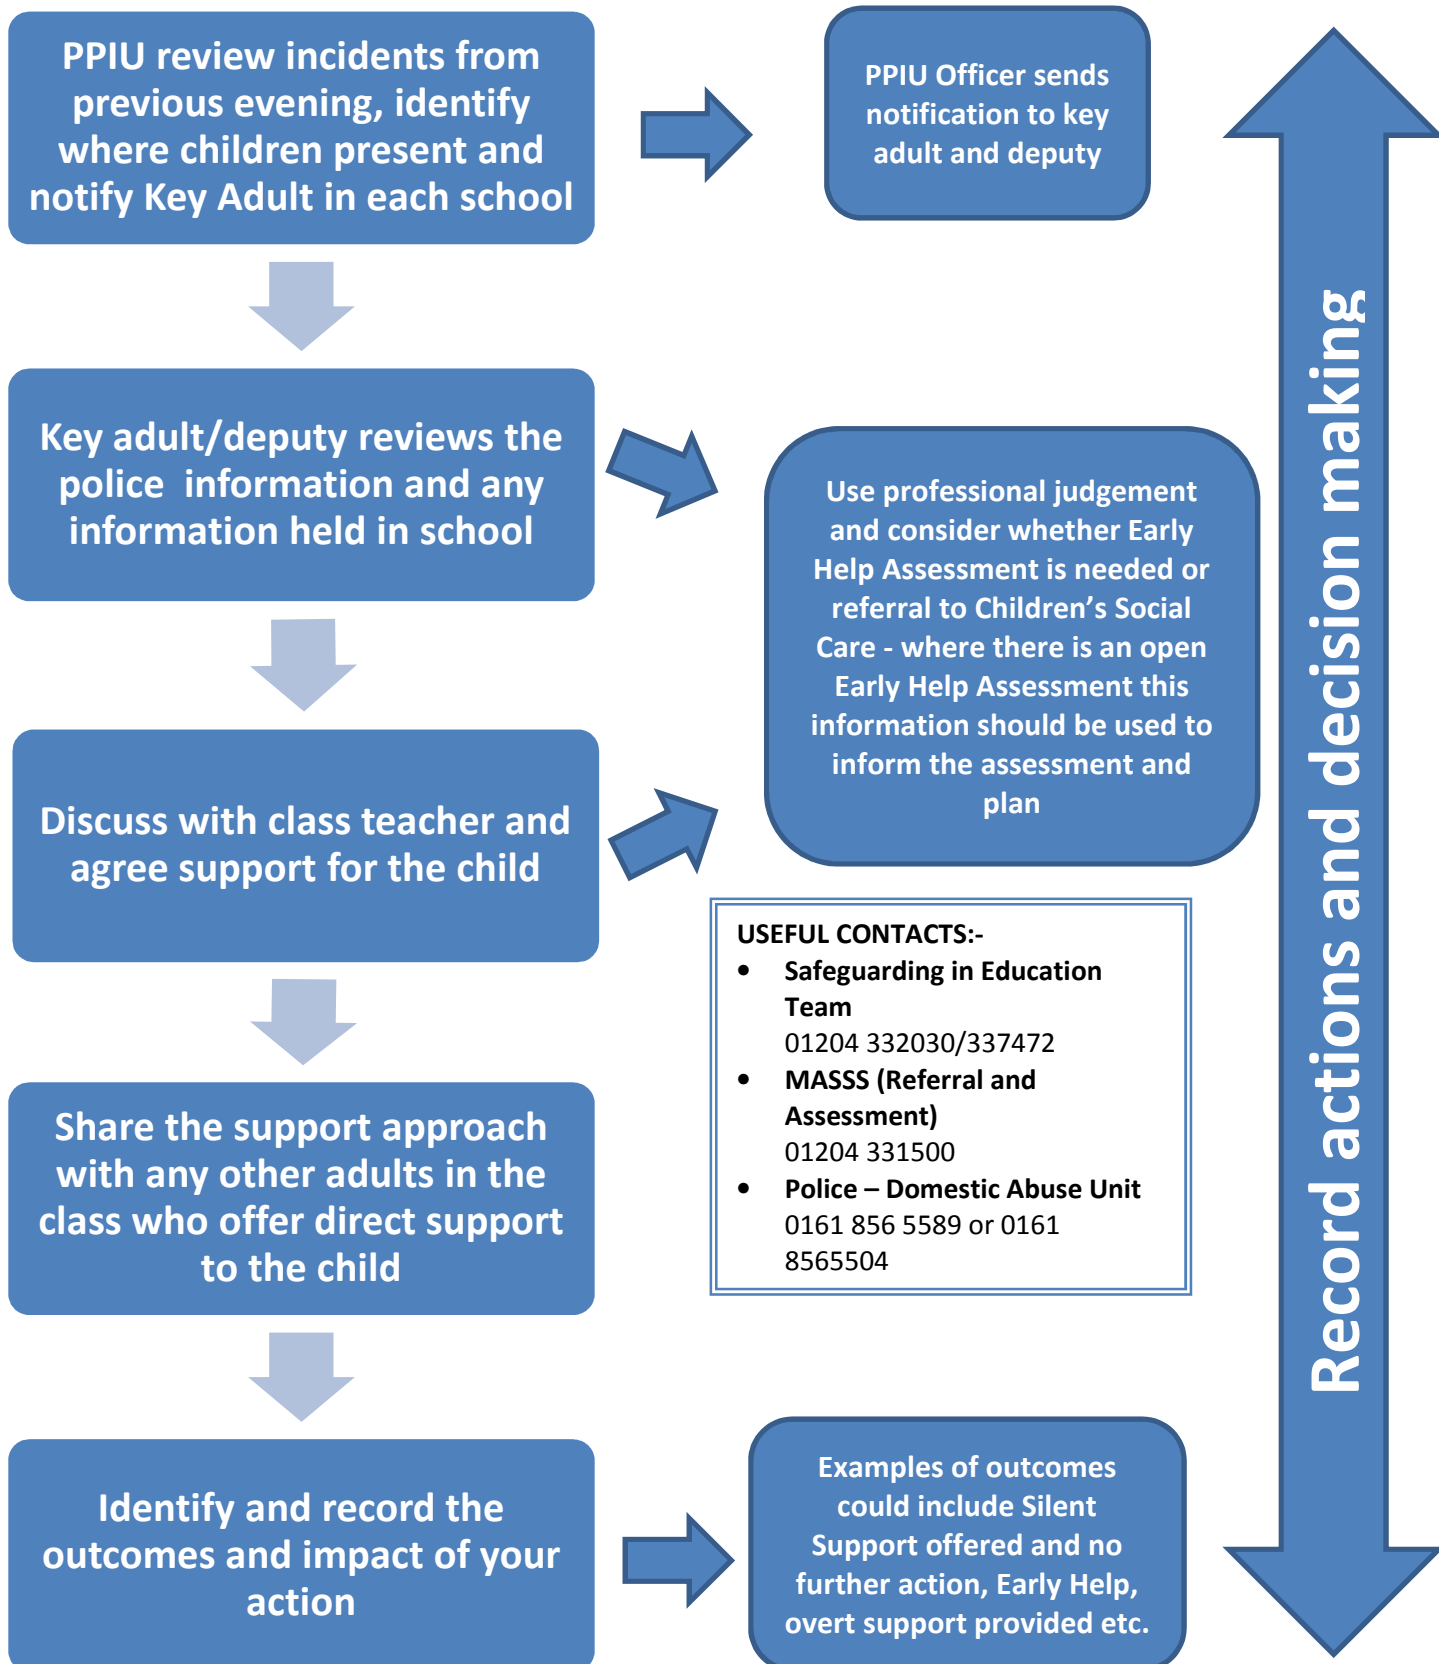 PPIU review incidents from
previous evening, identify
where children present and
notify Key Adult in each school
PPIU Officer sends
notification to key
adult and deputy
Key adult/deputy reviews the
police  information and any
information held in school
Use professional judgement
and consider whether Early
Help Assessment is needed or
referral to Children’s Social
Care - where there is an open
Early Help Assessment this
information should be used to
inform the assessment and
plan
Discuss with class teacher and
agree support for the child
USEFUL CONTACTS:-
• Safeguarding in Education
Team
01204 332030/337472
• MASSS (Referral and
Assessment)
01204 331500
• Police – Domestic Abuse Unit
0161 856 5589 or 0161
8565504
Share the support approach
with any other adults in the
class who offer direct support
to the child
Identify and record the
outcomes and impact of your
action
Examples of outcomes
could include Silent
Support offered and no
further action, Early Help,
overt support provided etc.
Record actions and decision making